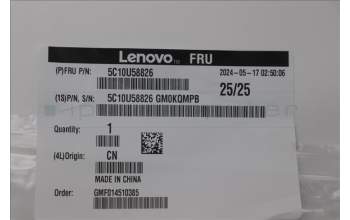 Lenovo FRU
(P)FRU P/N: 5C10U58826 2024-05-17 02:50:06
25/25
(1S)P/N, S/N: 5C10U58826 GM0KQMPB
Quantity: 1
(4L)Origin: CN
MADE IN CHINA
Order: GMF014510385